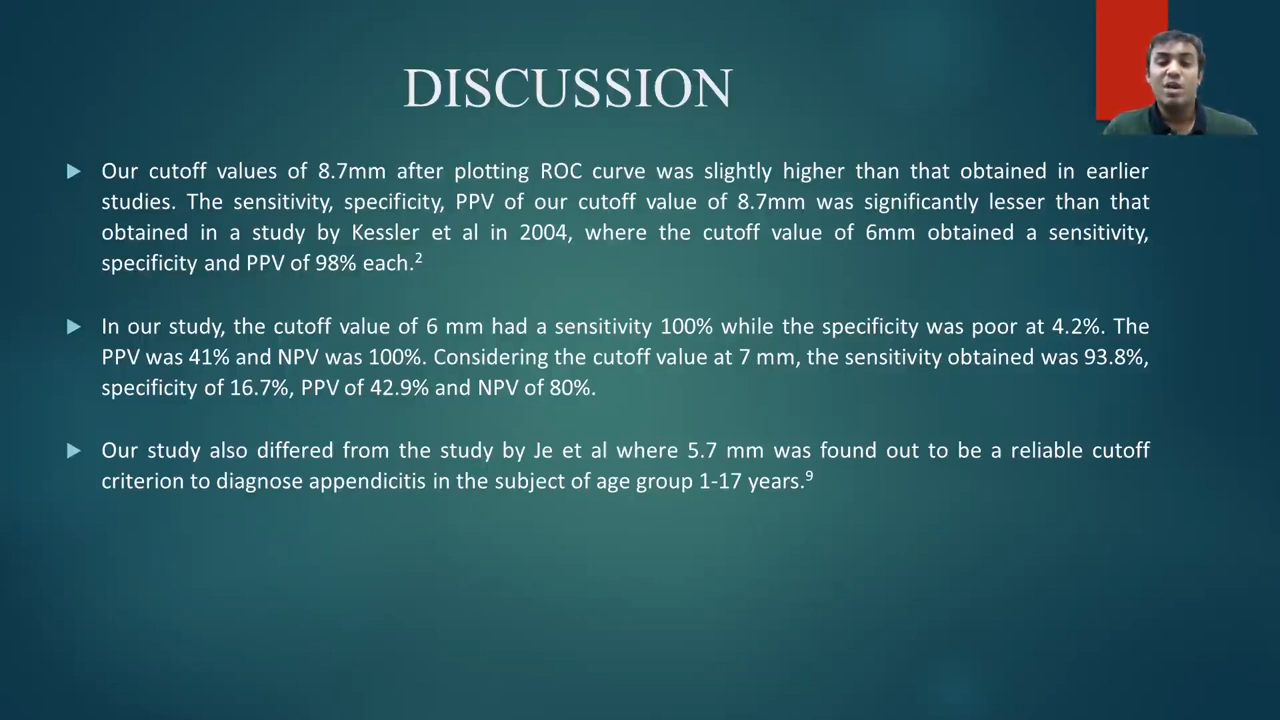 DISCUSSION
Our cutoff values of 8.7mm after plotting ROC curve was slightly higher than that obtained in earlier
studies. The sensitivity, specificity, PPV of our cutoff value of 8.7mm was significantly lesser than that
obtained in a study by Kessler et al in 2004, where the cutoff value of 6mm obtained a sensitivity,
specificity and PPV of 98% each.²
In our study, the cutoff value of 6 mm had a sensitivity 100% while the specificity was poor at 4.2%. The
PPV was 41% and NPV was 100%. Considering the cutoff value at 7 mm, the sensitivity obtained was 93.8%,
specificity of 16.7%, PPV of 42.9% and NPV of 80%.
Our study also differed from the study by Je et al where 5.7 mm was found out to be a reliable cutoff
criterion to diagnose appendicitis in the subject of age group 1-17 years.⁹